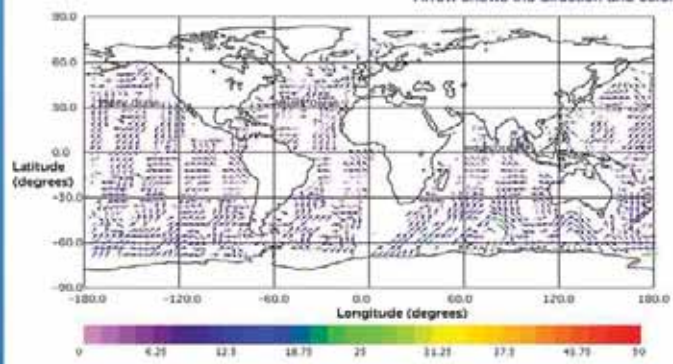 Arrow shows the direction and color
90.0
60.0
30.0
0.0
Latitude
(degrees)
-30.0
-60.0
-90.0
-180.0 -120.0 -60.0 0.0 60.0 120.0 180.0
Longitude (degrees)
0 6.25 12.5 18.75 25 31.25 37.5 43.75 50